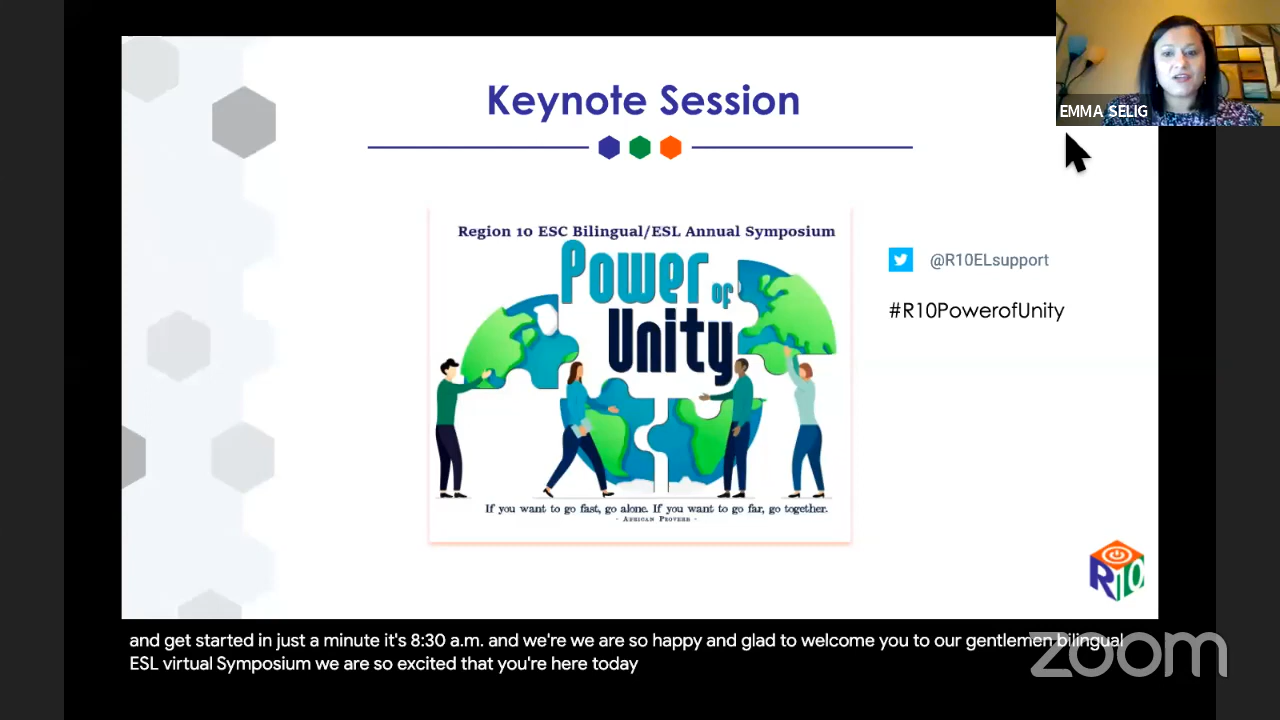 Keynote Session
EMMA SELIG
Region 10 ESC Bilingual/ESL Annual Symposium
Power of
Unity
@R10ELsupport
#R10PowerofUnity
If you want to go fast, go alone. If you want to go far, go together.
- African Proverb -
R10
and get started in just a minute it's 8:30 a.m. and we're we are so happy and glad to welcome you to our gentlemen bilingual
ESL virtual Symposium we are so excited that you're here today
zoom